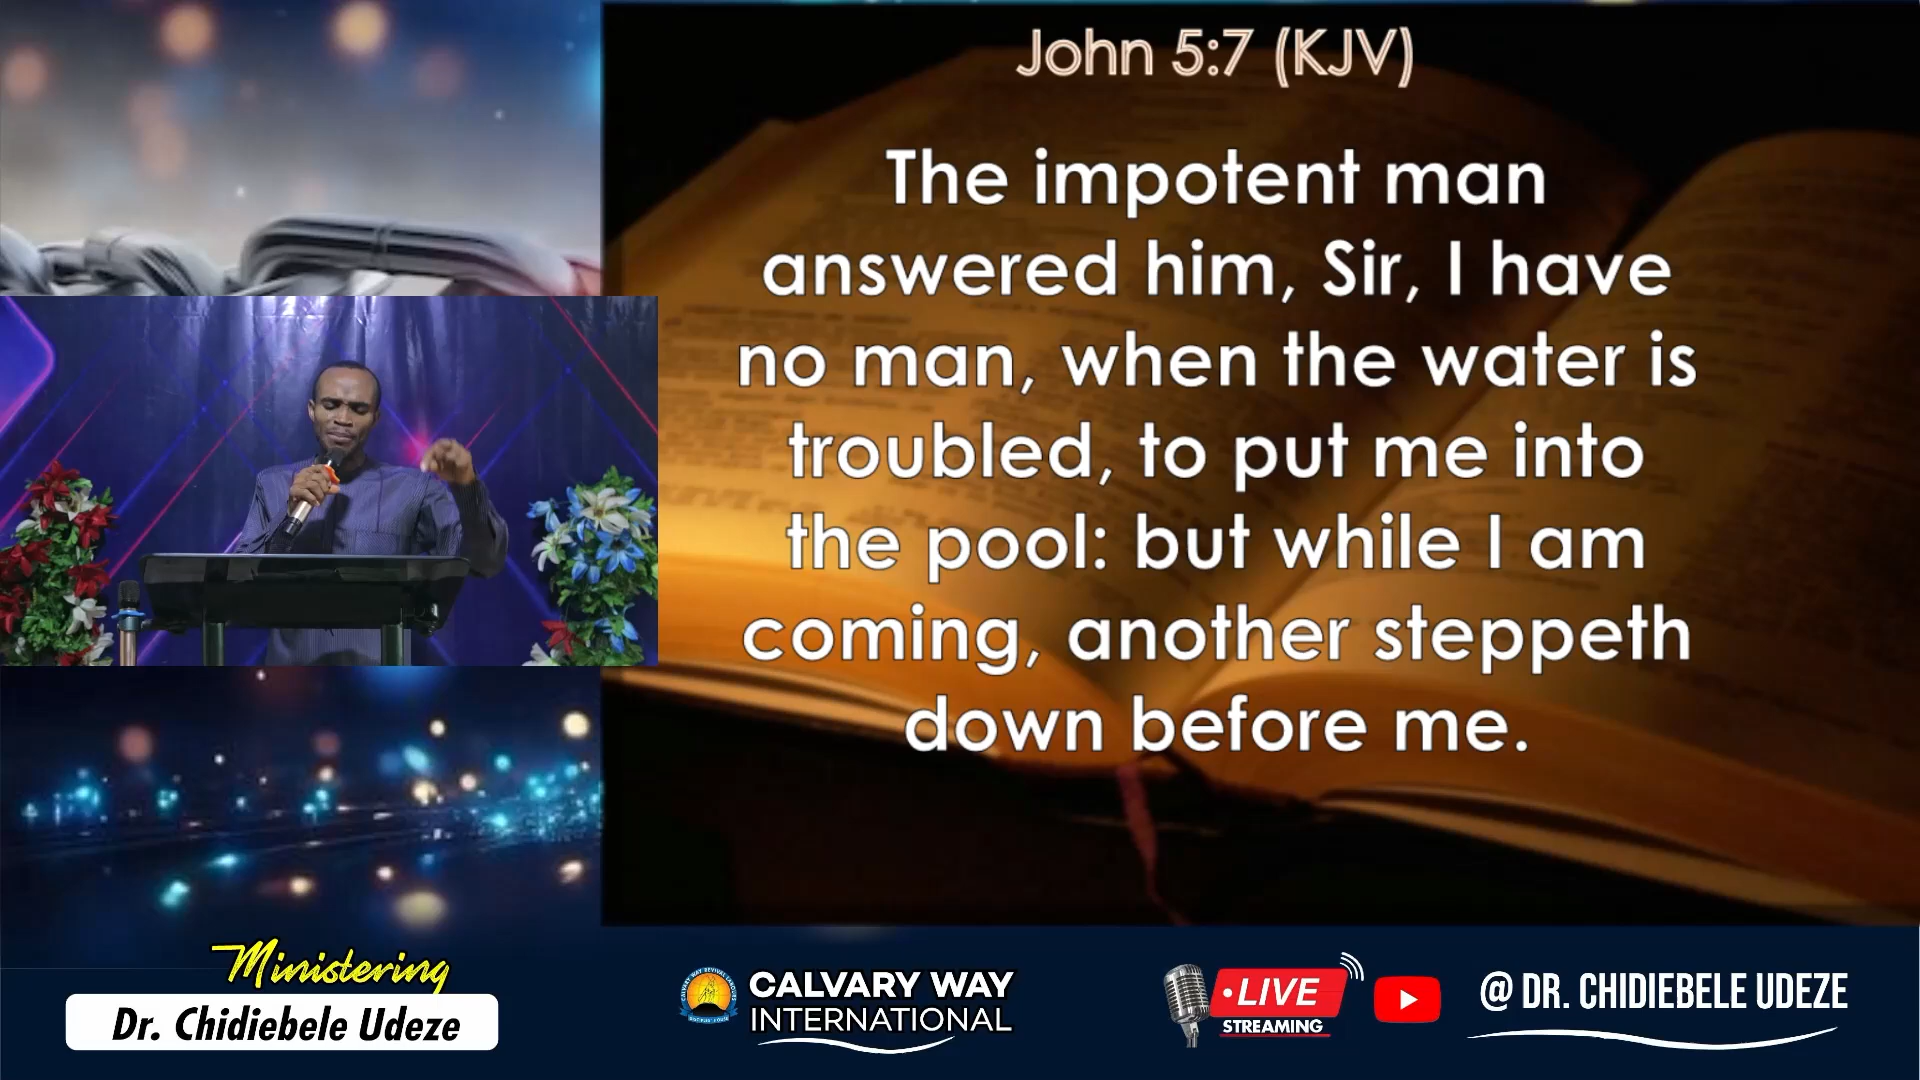 John 5:7 (KJV)
The impotent man
answered him, Sir, I have
no man, when the water is
troubled, to put me into
the pool: but while I am
coming, another steppeth
down before me.
Ministering
Dr. Chidiebele Udeze
CALVARY WAY
INTERNATIONAL
• LIVE
STREAMING
@ DR. CHIDIEBELE UDEZE